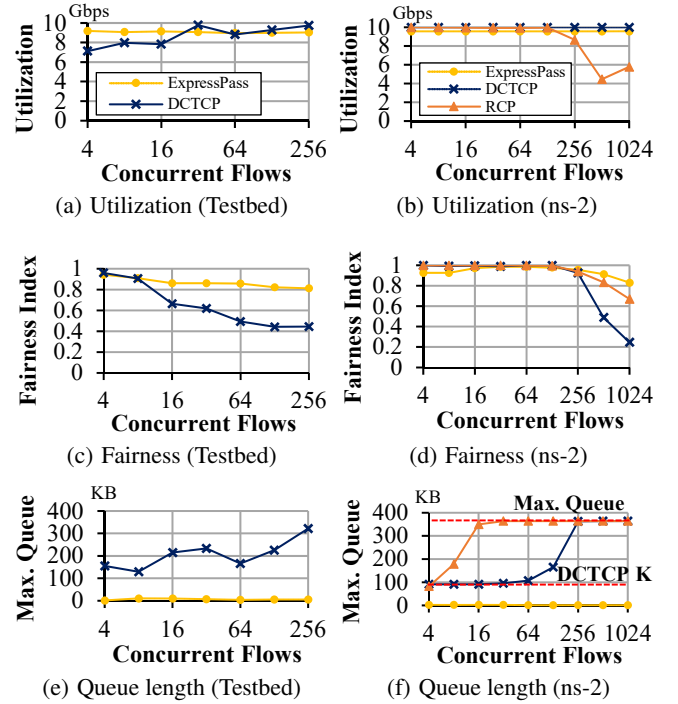 Gbps
10
8
6
4
2
0
Utilization
ExpressPass
DCTCP
4 16 64 256
Concurrent Flows
(a) Utilization (Testbed)
Gbps
10
8
6
4
2
0
Utilization
ExpressPass
DCTCP
RCP
4 16 64 256 1024
Concurrent Flows
(b) Utilization (ns-2)
1
0.8
0.6
0.4
0.2
0
Fairness Index
4 16 64 256
Concurrent Flows
(c) Fairness (Testbed)
1
0.8
0.6
0.4
0.2
0
Fairness Index
4 16 64 256 1024
Concurrent Flows
(d) Fairness (ns-2)
KB
400
300
200
100
0
Max. Queue
4 16 64 256
Concurrent Flows
(e) Queue length (Testbed)
KB
Max. Queue
400
300
200
100
0
Max. Queue
DCTCP K
4 16 64 256 1024
Concurrent Flows
(f) Queue length (ns-2)